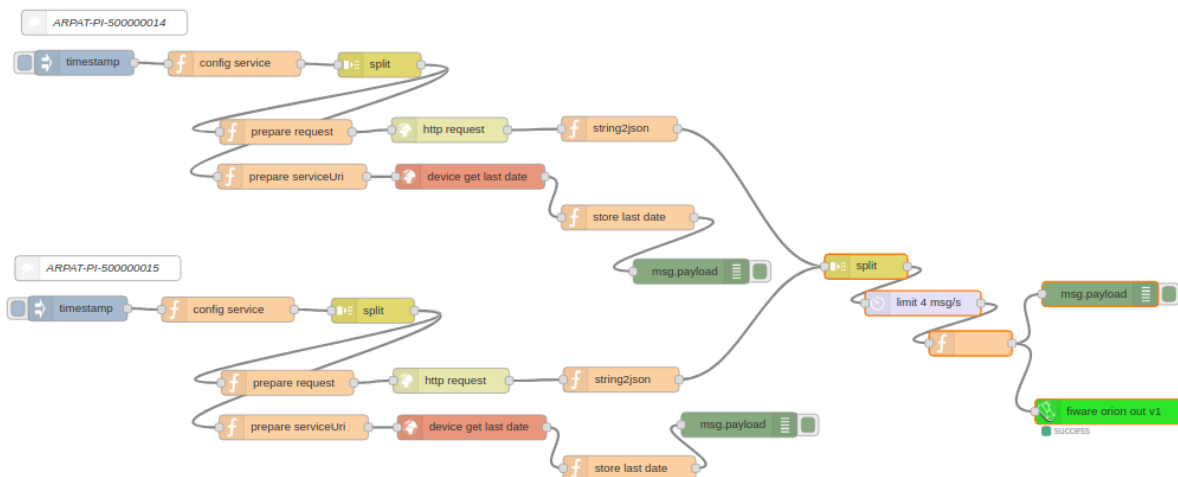 ARPAT-PI-500000014
timestamp
config service
split
prepare request
http request
string2json
prepare serviceUri
device get last date
store last date
msg.payload
ARPAT-PI-500000015
timestamp
config service
split
prepare request
http request
string2json
prepare serviceUri
device get last date
msg.payload
store last date
split
limit 4 msg/s
msg.payload
fiware orion out v1
success